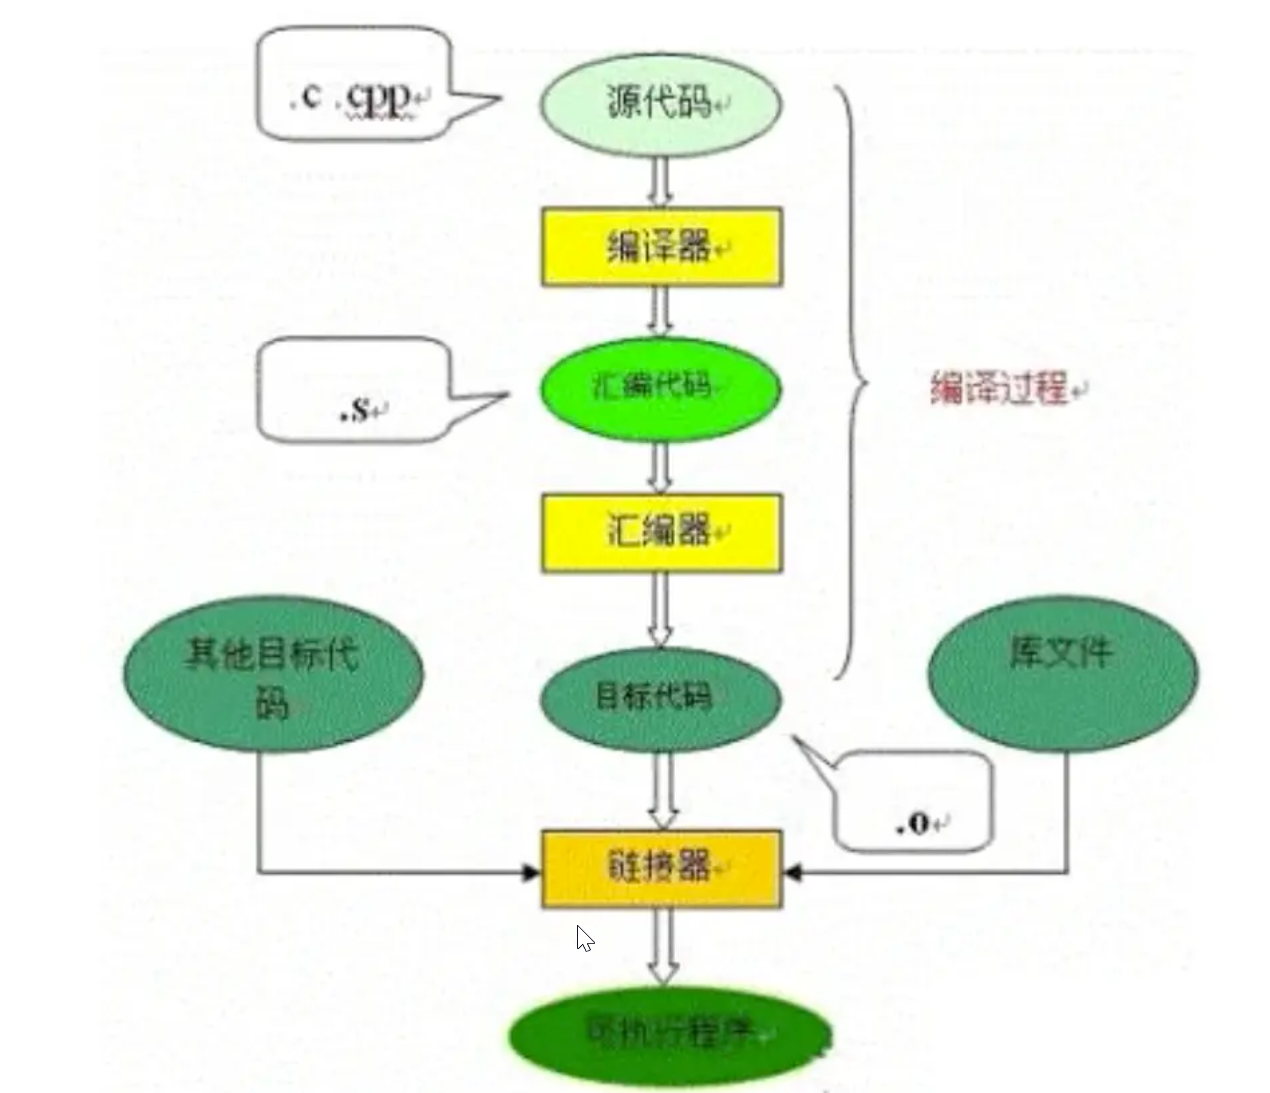 .c .cpp
源代码
编译器
.s
汇编代码
编译过程
汇编器
其他目标代
码
目标代码
库文件
.o
链接器
可执行程序